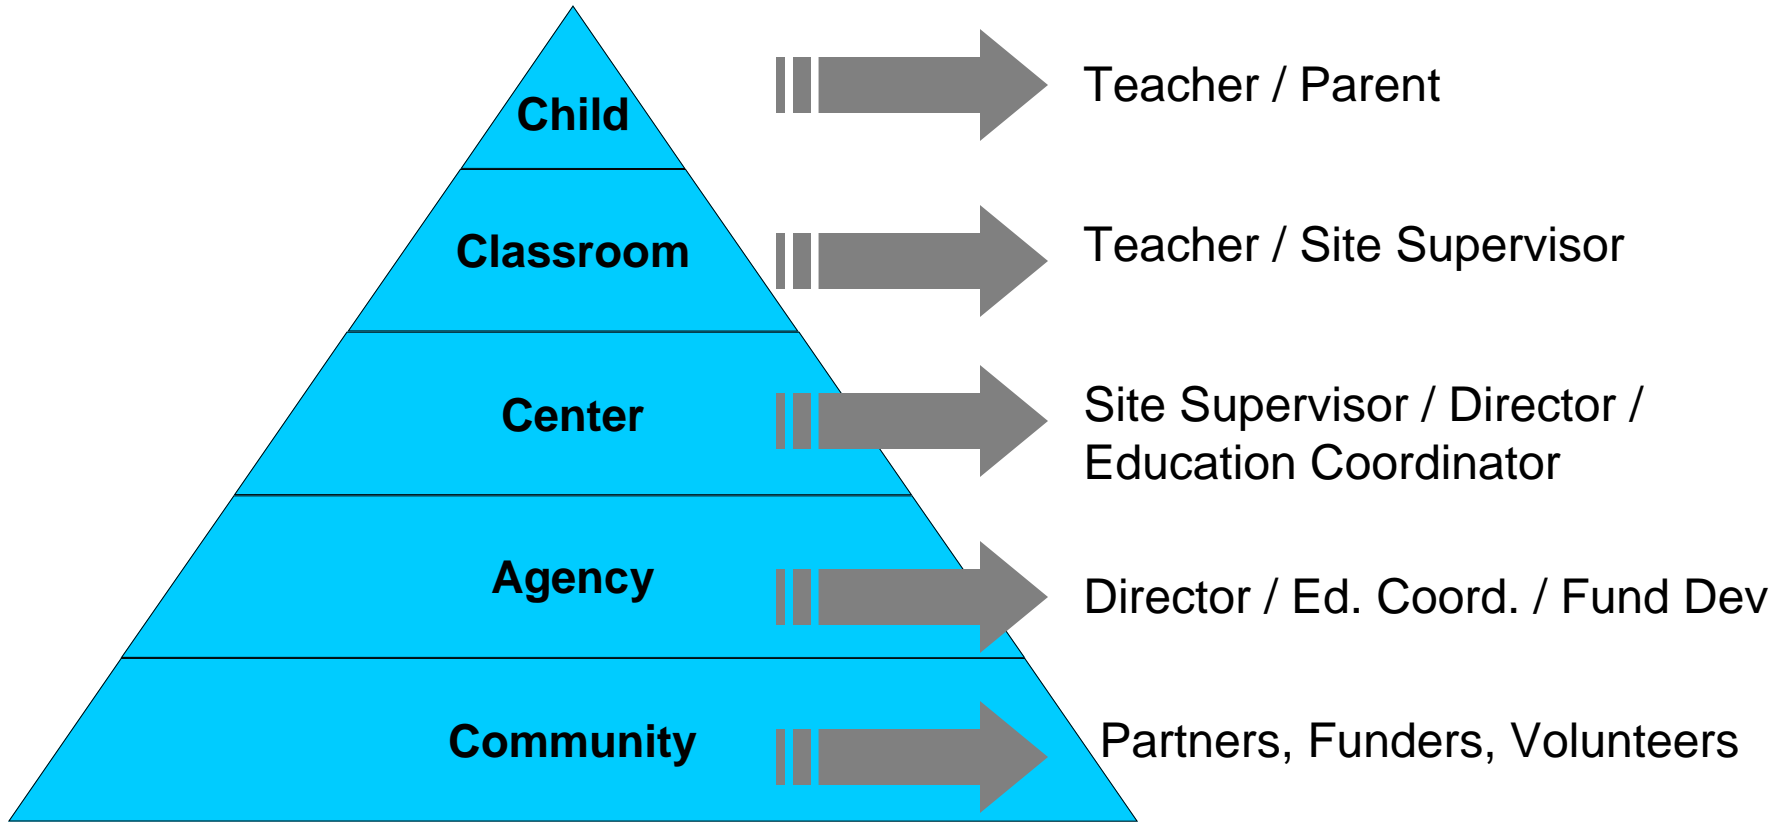 Child
Teacher / Parent
Classroom
Teacher / Site Supervisor
Center
Site Supervisor / Director /
Education Coordinator
Agency
Director / Ed. Coord. / Fund Dev
Community
Partners, Funders, Volunteers